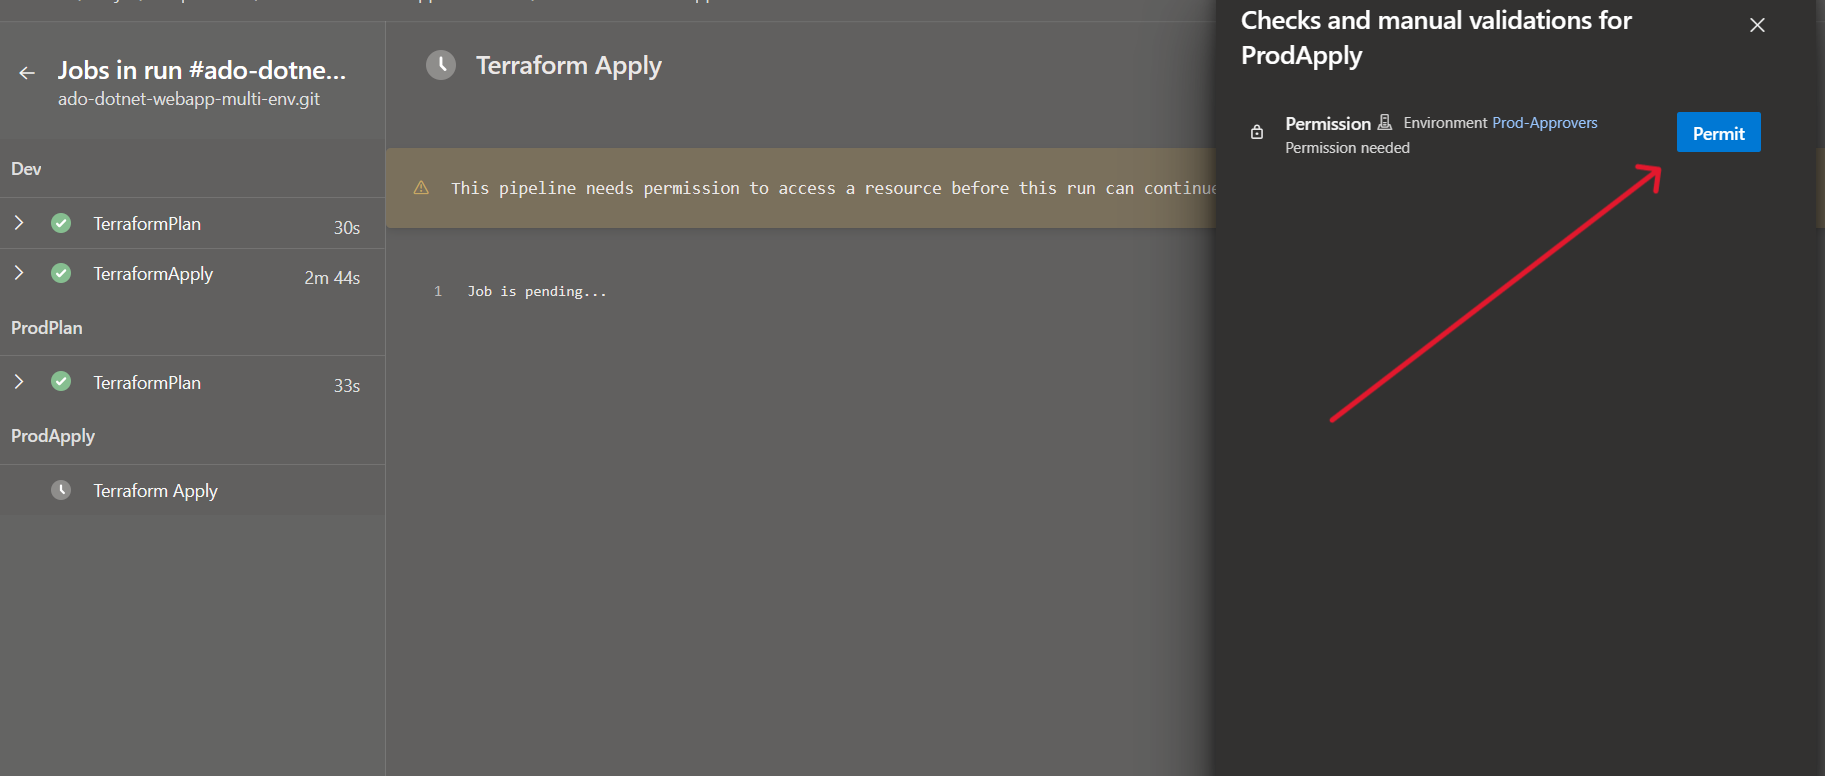 Jobs in run #ado-dotne...
ado-dotnet-webapp-multi-env.git
Dev
TerraformPlan
30s
TerraformApply
2m 44s
ProdPlan
TerraformPlan
33s
ProdApply
Terraform Apply
Terraform Apply
This pipeline needs permission to access a resource before this run can continue
1 Job is pending...
Checks and manual validations for
ProdApply
Permission Environment Prod-Approvers
Permission needed
Permit